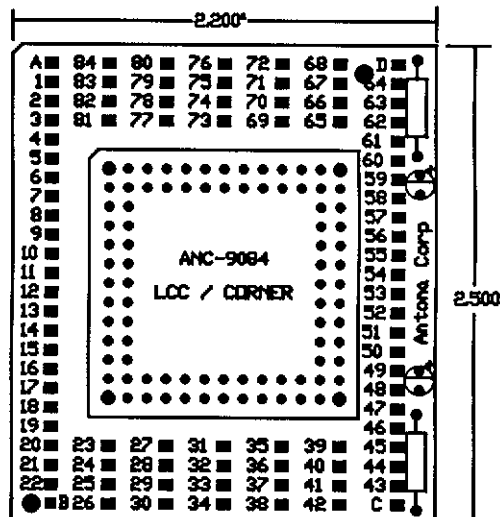 2.200"
A 84 80 76 72 68 D
1 83 79 75 71 67 64
2 82 78 74 70 66 63
3 81 77 73 69 65 62
4 61
5 60
6 59
7 58
8 57
9 56
10 55
11 54
12 53
13 52
14 51
15 50
16 49
17 48
18 47
19 46
20 23 27 31 35 39 45
21 24 28 32 36 40 44
22 25 29 33 37 41 43
B 26 30 34 38 42 C
ANC-9084
LCC / CORNER
Antona Corp
2.500